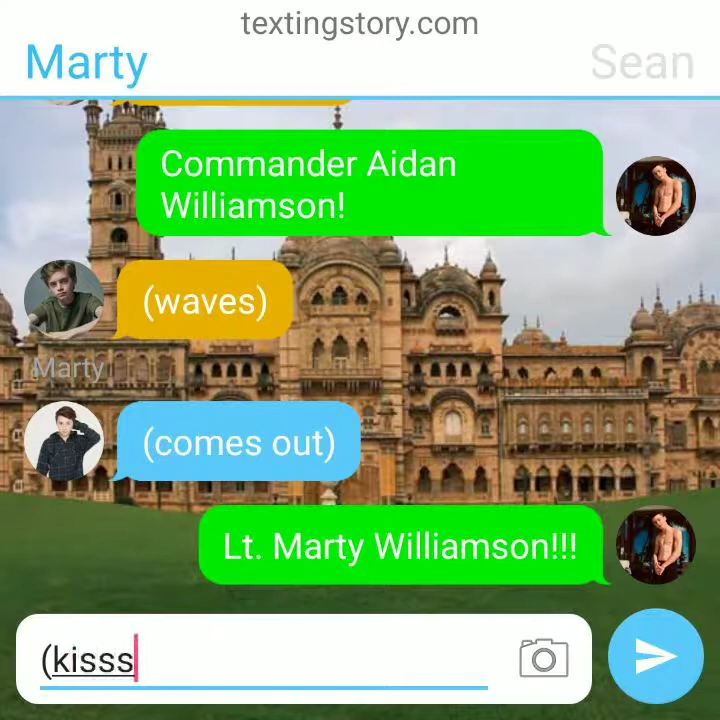 textingstory.com
Marty
Sean
Commander Aidan
Williamson!
(waves)
Marty
(comes out)
Lt. Marty Williamson!!!
(kisss